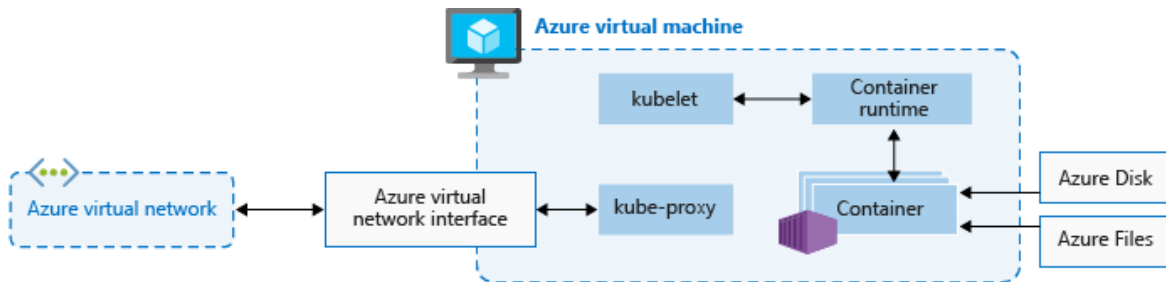 Azure virtual machine
kubelet
Container
runtime
Azure virtual network
Azure virtual
network interface
kube-proxy
Container
Azure Disk
Azure Files